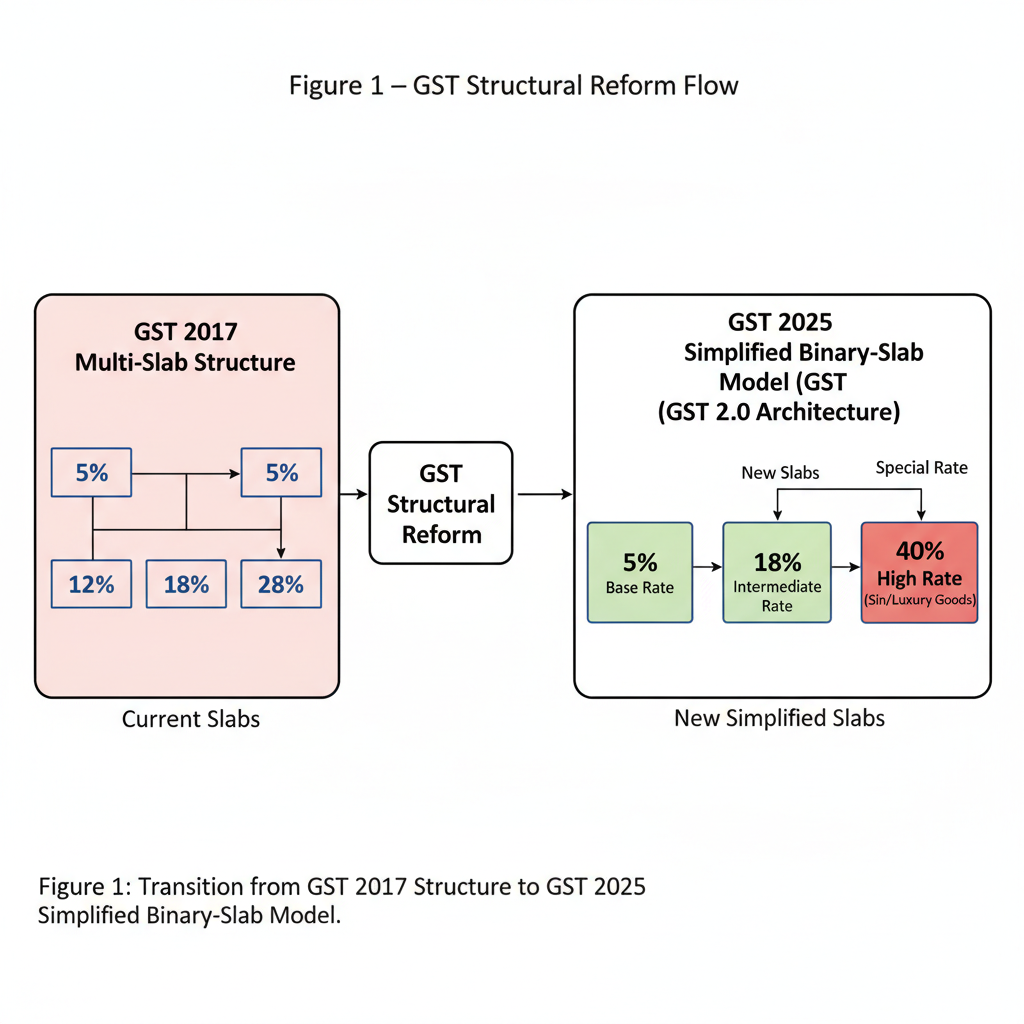 Figure 1 – GST Structural Reform Flow
GST 2017
Multi-Slab Structure
5%
5%
12%
18%
28%
Current Slabs
GST
Structural
Reform
GST 2025
Simplified Binary-Slab
Model (GST
(GST 2.0 Architecture)
New Slabs
Special Rate
5%
Base Rate
18%
Intermediate
Rate
40%
High Rate
(Sin/Luxury Goods)
New Simplified Slabs
Figure 1: Transition from GST 2017 Structure to GST 2025
Simplified Binary-Slab Model.